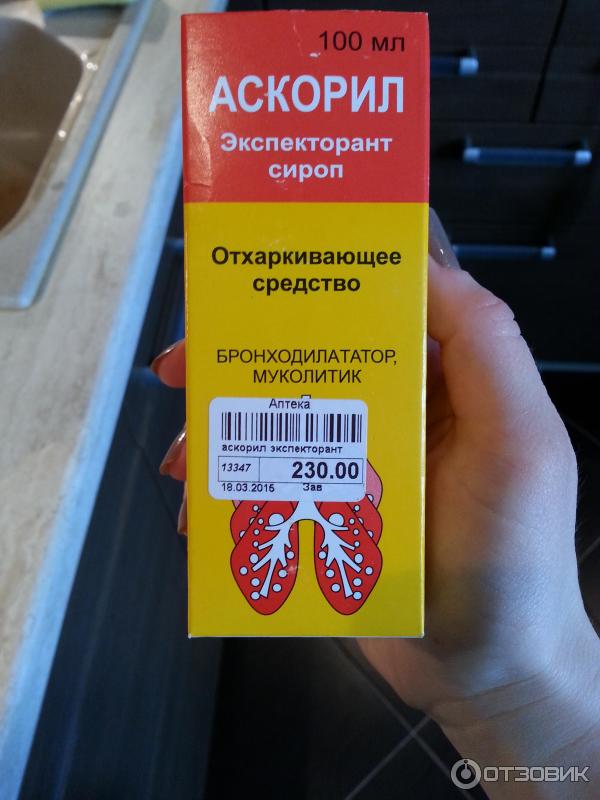 100 мл
АСКОРИЛ
Экспекторант
сироп
Отхаркивающее
средство
БРОНХОДИЛАТАТОР,
МУКОЛИТИК
Аптека
аскорил экспекторант
13347 230.00
18.03.2015 Зав
ОТЗОВИК